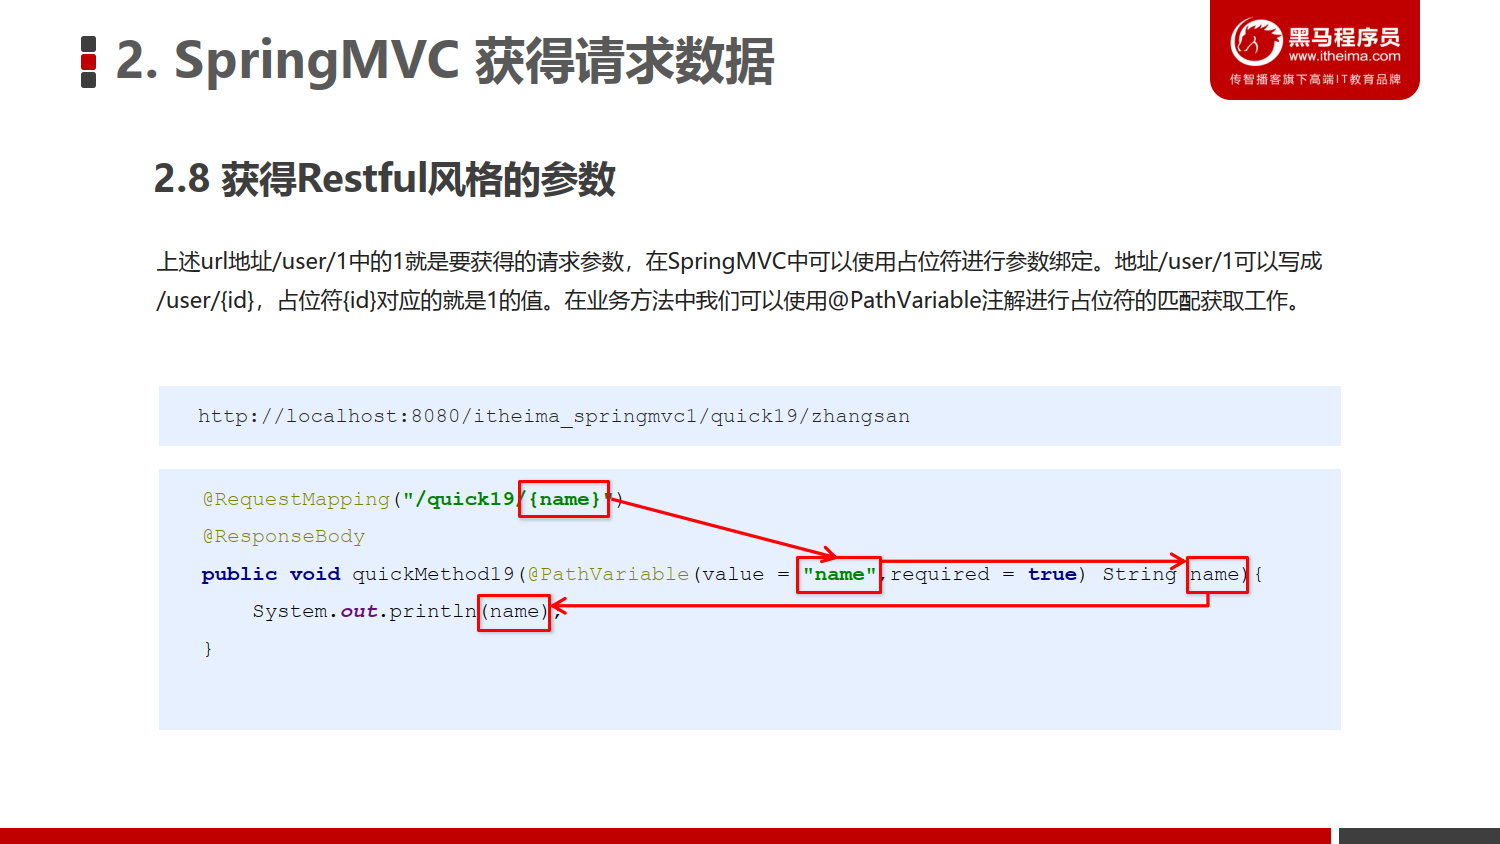 2. SpringMVC 获得请求数据
黑马程序员
www.itheima.com
传智播客旗下高端IT教育品牌
2.8 获得Restful风格的参数
上述url地址/user/1中的1就是要获得的请求参数，在SpringMVC中可以使用占位符进行参数绑定。地址/user/1可以写成
/user/{id}，占位符{id}对应的就是1的值。在业务方法中我们可以使用@PathVariable注解进行占位符的匹配获取工作。
http://localhost:8080/itheima_springmvc1/quick19/zhangsan
@RequestMapping("/quick19/{name}")
@ResponseBody
public void quickMethod19(@PathVariable(value = "name",required = true) String name){
System.out.println(name);
}